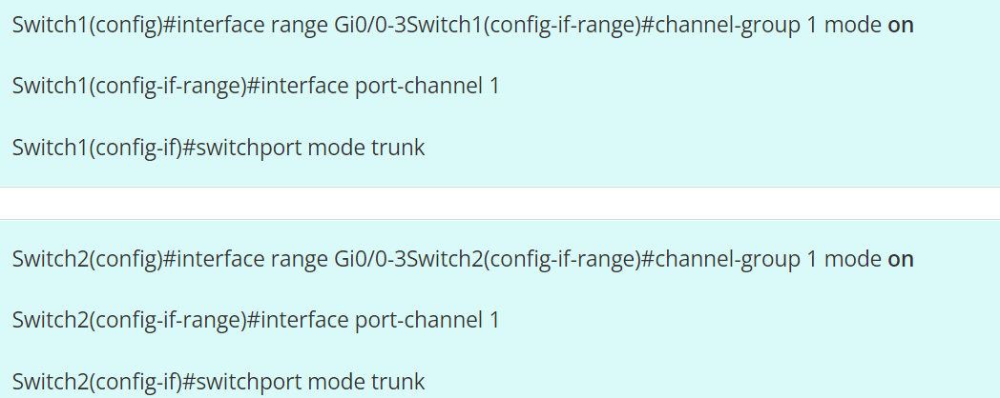 Switch1(config)#interface range Gi0/0-3Switch1(config-if-range)#channel-group 1 mode on
Switch1(config-if-range)#interface port-channel 1
Switch1(config-if)#switchport mode trunk
Switch2(config)#interface range Gi0/0-3Switch2(config-if-range)#channel-group 1 mode on
Switch2(config-if-range)#interface port-channel 1
Switch2(config-if)#switchport mode trunk